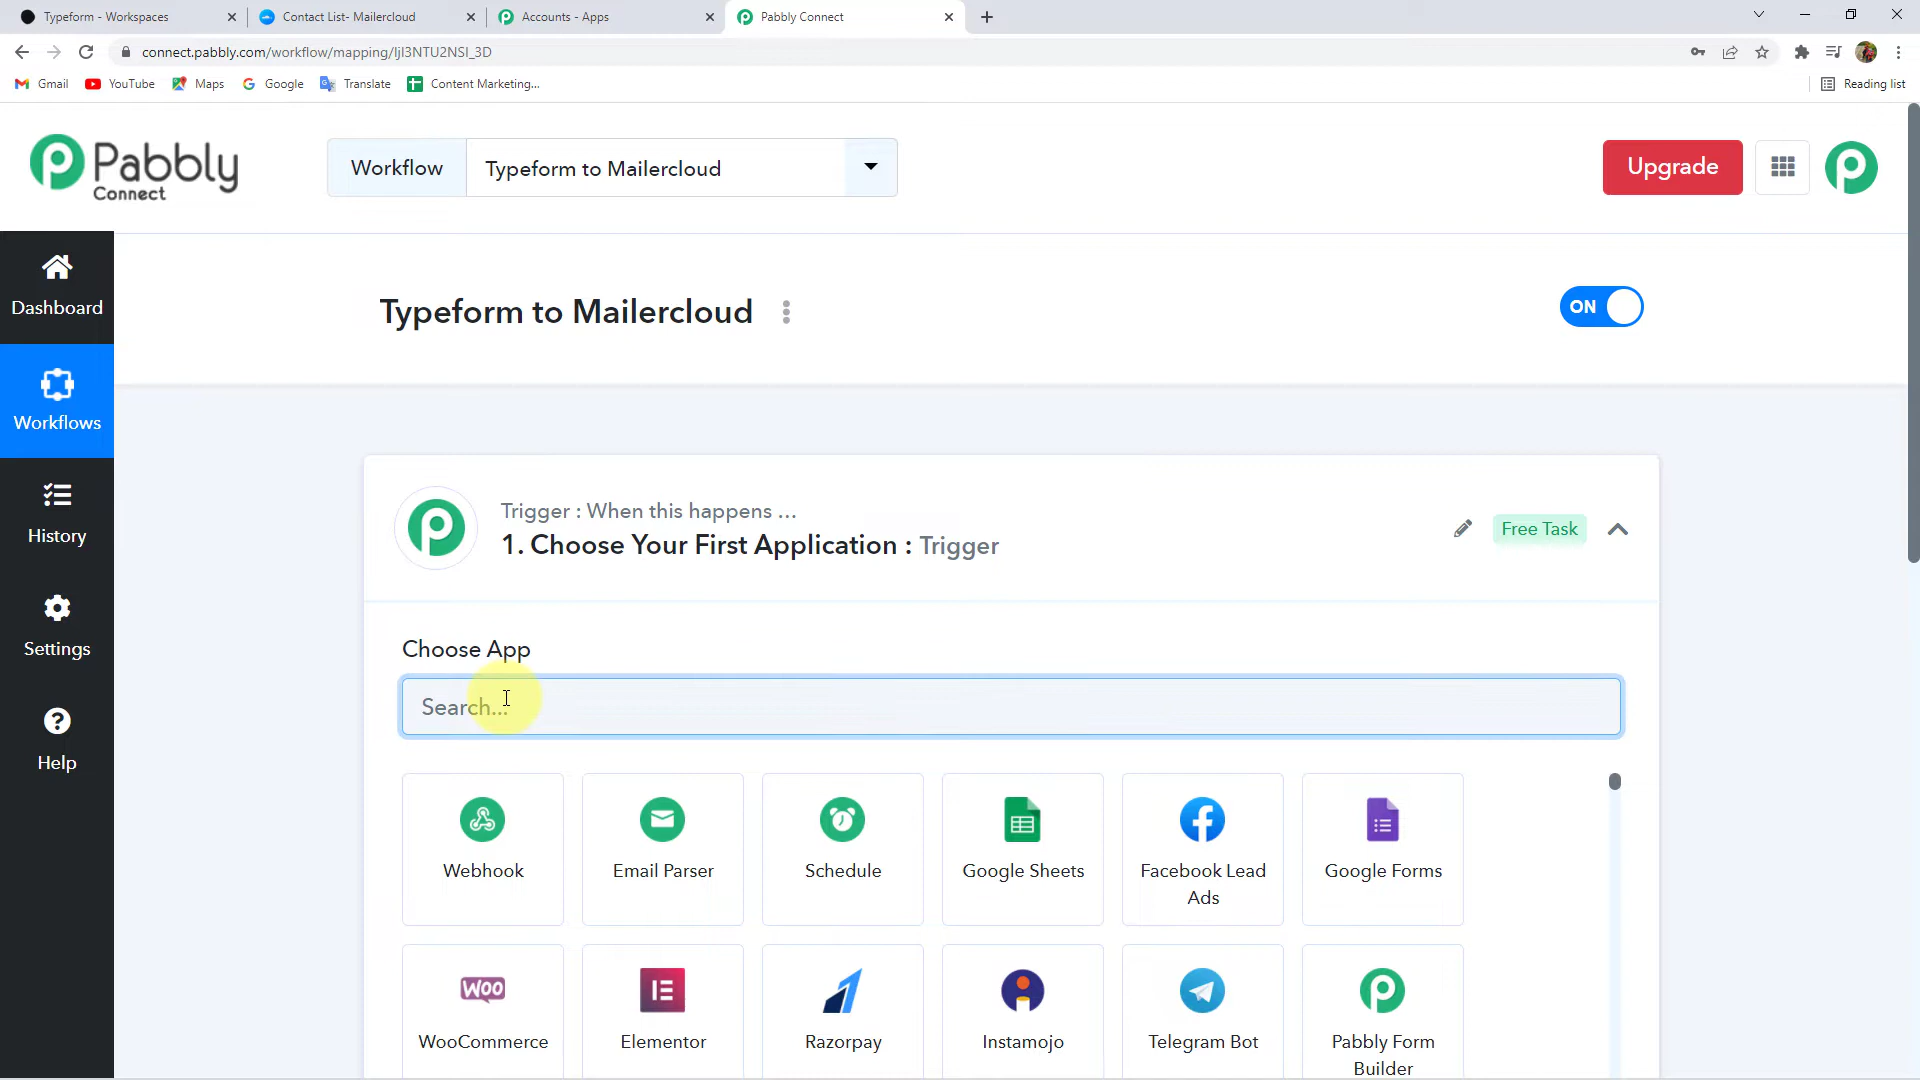 Typeform - Workspaces
Contact List- Mailercloud
Accounts - Apps
Pabbly Connect
connect.pabbly.com/workflow/mapping/IjI3NTU2NSI_3D
Gmail
YouTube
Maps
Google
Translate
Content Marketing...
Reading list
Pabbly
Connect
Workflow
Typeform to Mailercloud
Upgrade
Dashboard
Workflows
History
Settings
Help
Typeform to Mailercloud
ON
Trigger : When this happens ...
1. Choose Your First Application : Trigger
Free Task
Choose App
Search...
Webhook
Email Parser
Schedule
Google Sheets
Facebook Lead
Ads
Google Forms
WOO
WooCommerce
Elementor
Razorpay
Instamojo
Telegram Bot
Pabbly Form
Builder